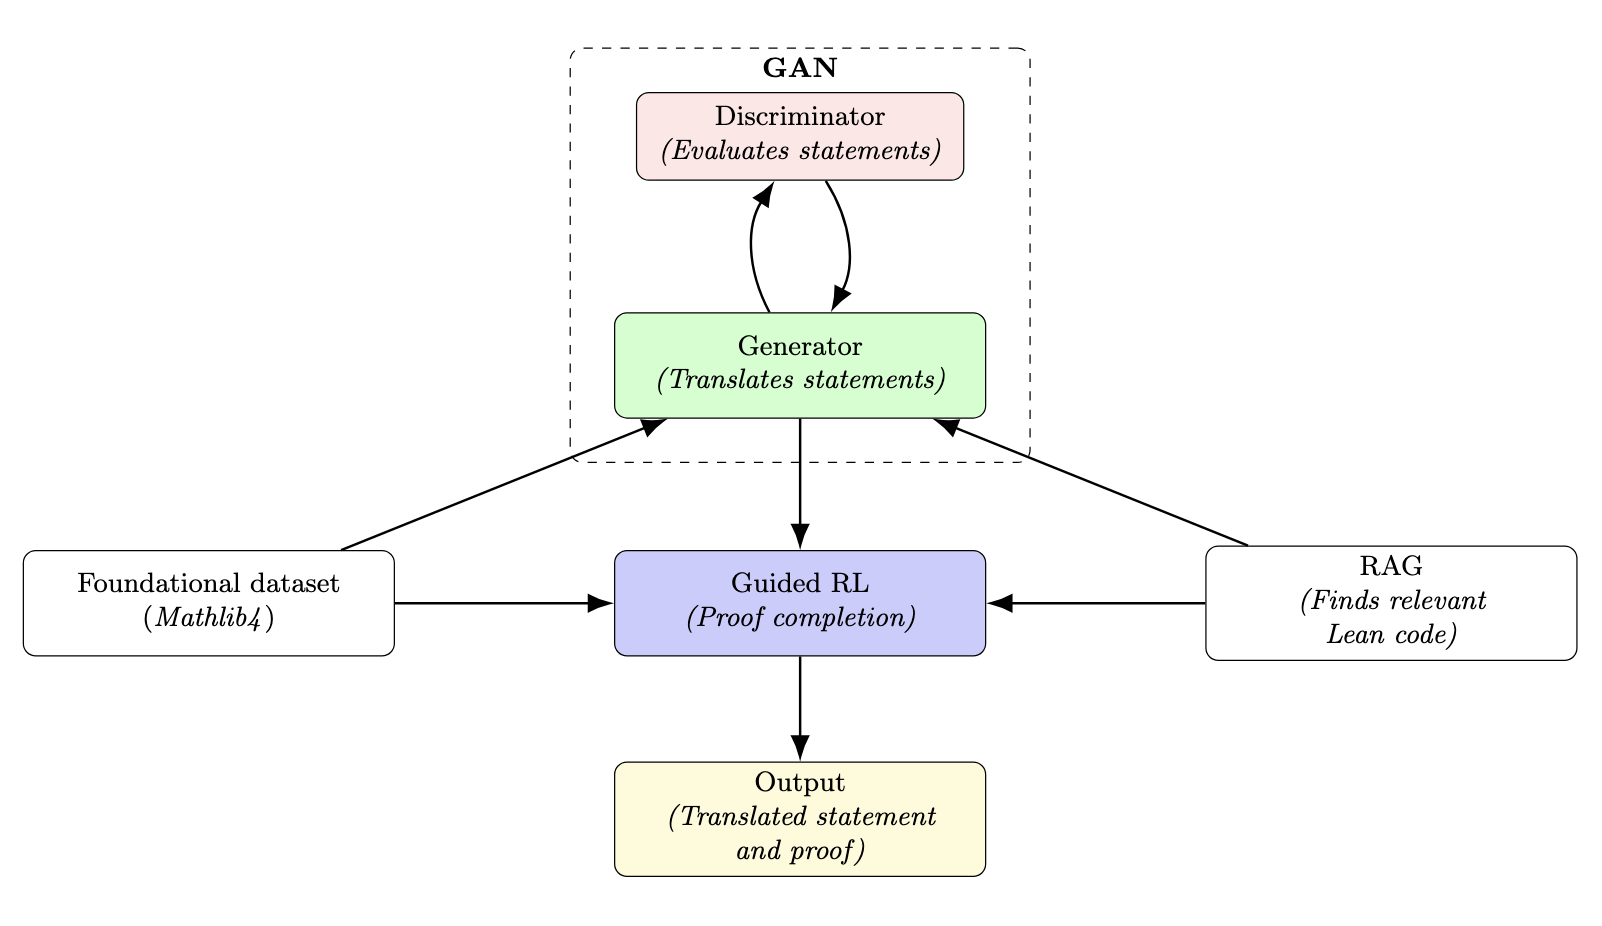 GAN
Discriminator
(Evaluates statements)
Generator
(Translates statements)
Foundational dataset
(Mathlib4)
Guided RL
(Proof completion)
RAG
(Finds relevant
Lean code)
Output
(Translated statement
and proof)